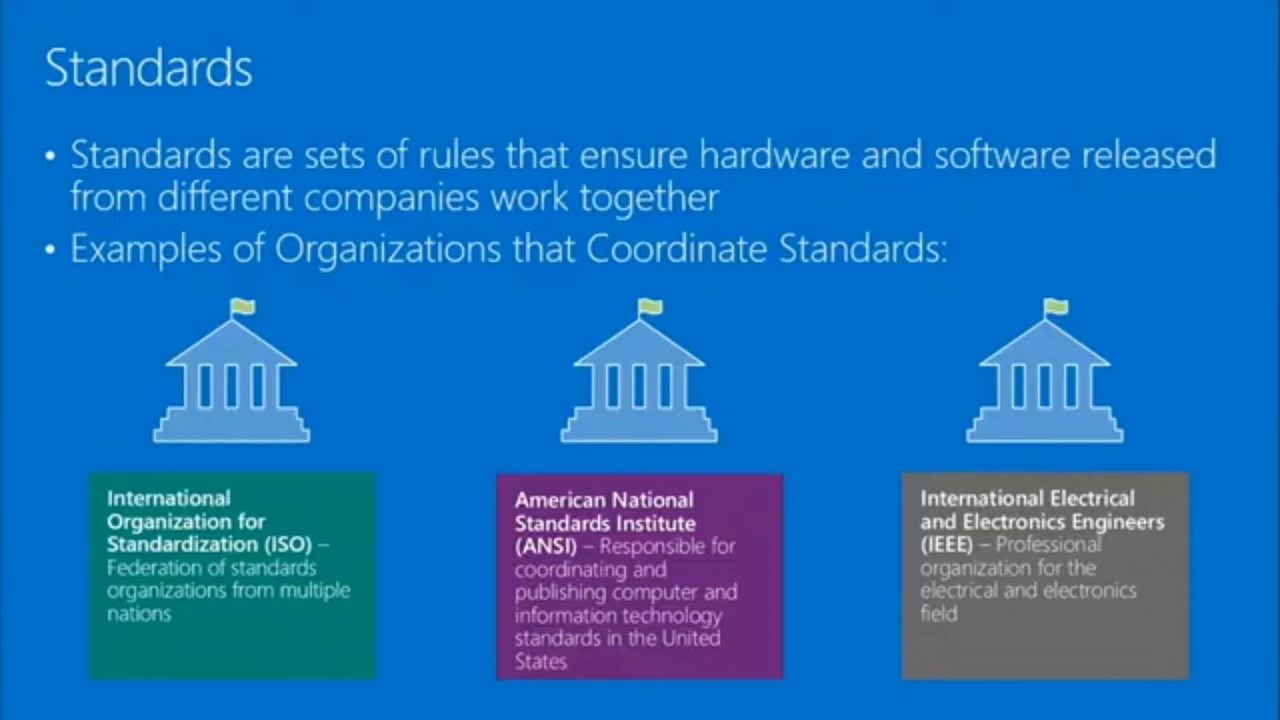 Standards
• Standards are sets of rules that ensure hardware and software released
from different companies work together
• Examples of Organizations that Coordinate Standards:
International
Organization for
Standardization (ISO) –
Federation of standards
organizations from multiple
nations
American National
Standards Institute
(ANSI) – Responsible for
coordinating and
publishing computer and
information technology
standards in the United
States
International Electrical
and Electronics Engineers
(IEEE) – Professional
organization for the
electrical and electronics
field